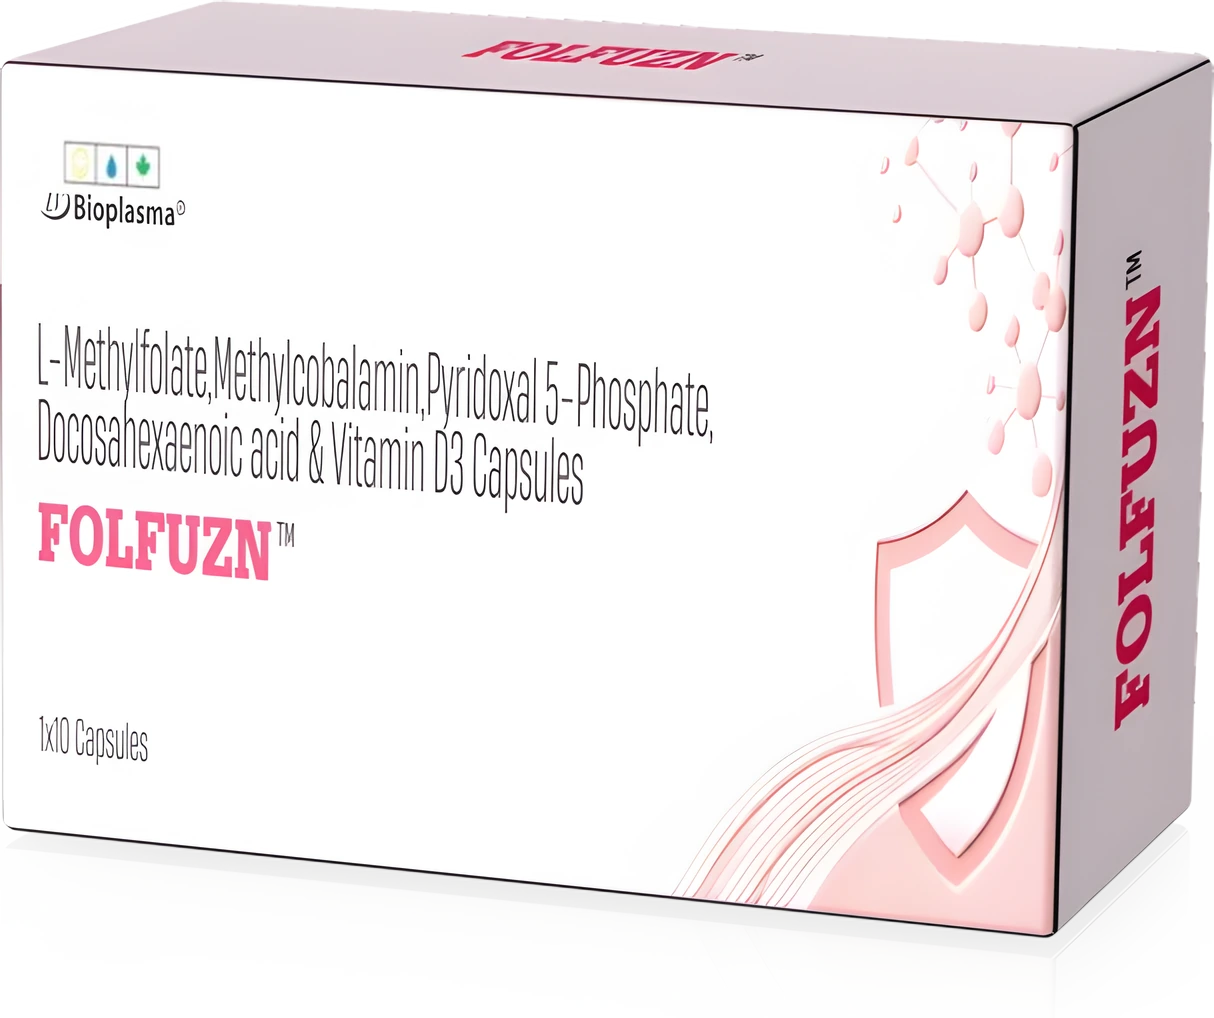 FOLFUZN™
Bioplasma®
L-Methylfolate,Methylcobalamin,Pyridoxal 5-Phosphate,
Docosahexaenoic acid & Vitamin D3 Capsules
FOLFUZN™
1x10 Capsules
FOLFUZN™